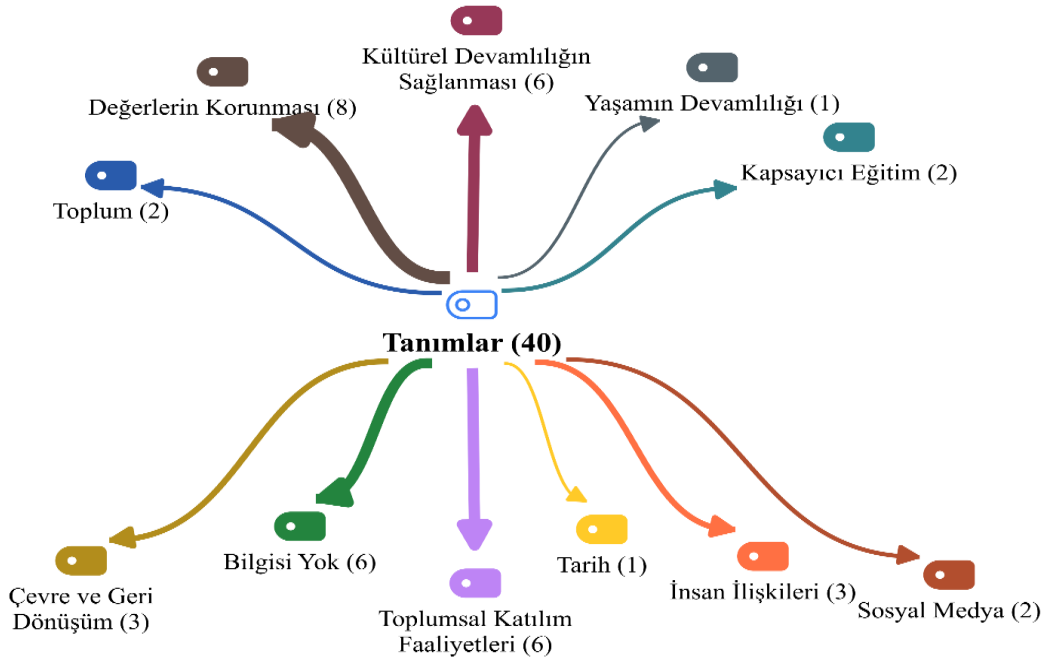 Kültürel Devamlılığın
Sağlanması (6)
Değerlerin Korunması (8)
Yaşamın Devamlılığı (1)
Kapsayıcı Eğitim (2)
Toplum (2)
Tanımlar (40)
Çevre ve Geri
Dönüşüm (3)
Bilgisi Yok (6)
Toplumsal Katılım
Faaliyetleri (6)
Tarih (1)
İnsan İlişkileri (3)
Sosyal Medya (2)